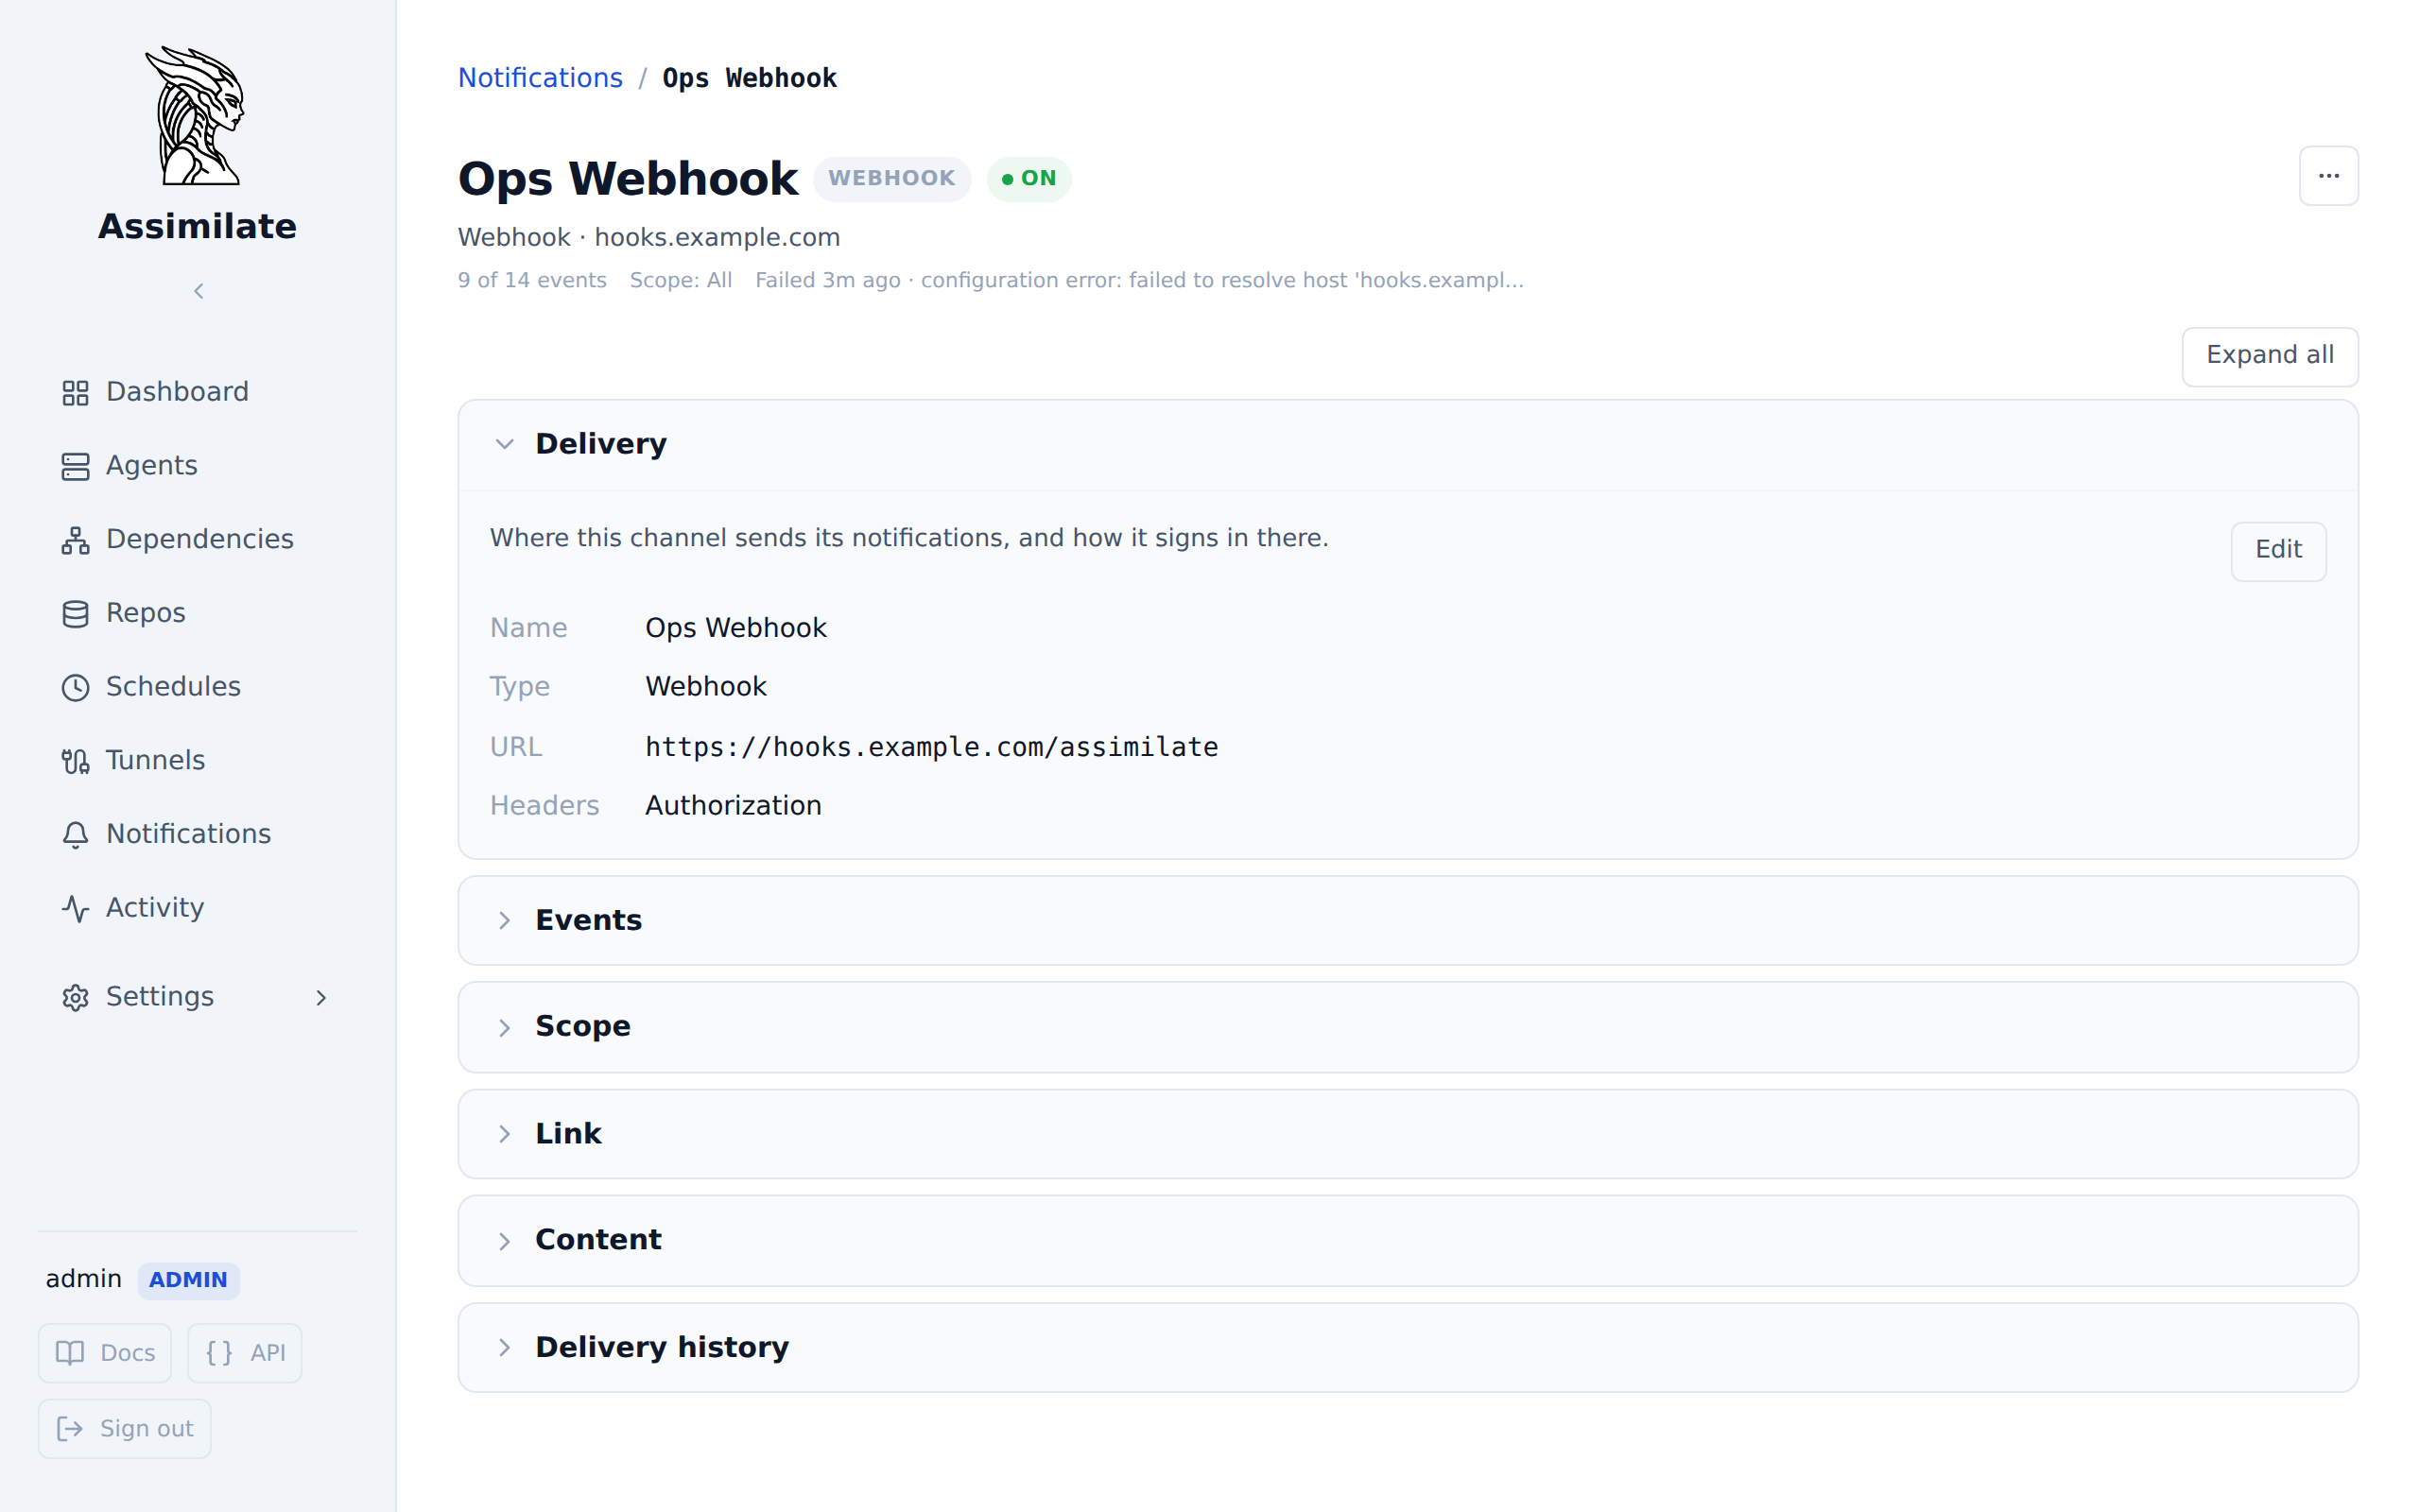 Assimilate
Dashboard
Agents
Dependencies
Repos
Schedules
Tunnels
Notifications
Activity
Settings
admin ADMIN
Docs API
Sign out
Notifications / Ops Webhook
Ops Webhook WEBHOOK ON
Webhook · hooks.example.com
9 of 14 events Scope: All Failed 3m ago · configuration error: failed to resolve host 'hooks.exampl...
Expand all
Delivery
Where this channel sends its notifications, and how it signs in there.
Edit
Name Ops Webhook
Type Webhook
URL https://hooks.example.com/assimilate
Headers Authorization
Events
Scope
Link
Content
Delivery history